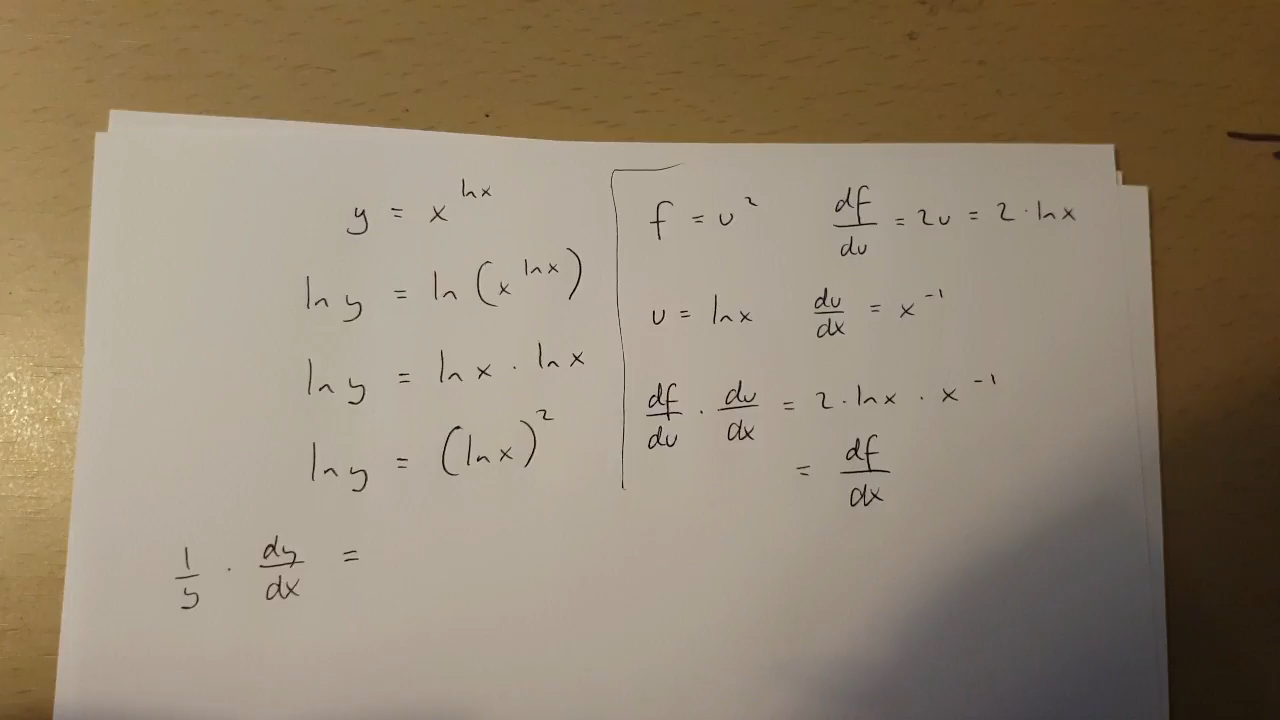 y = x^{ln x}
ln y = ln (x^{ln x})
ln y = ln x · ln x
ln y = (ln x)^2
1/y · dy/dx =
f = u^2    df/du = 2u = 2 · ln x
u = ln x    du/dx = x^{-1}
df/du · du/dx = 2 · ln x · x^{-1}
= df/dx